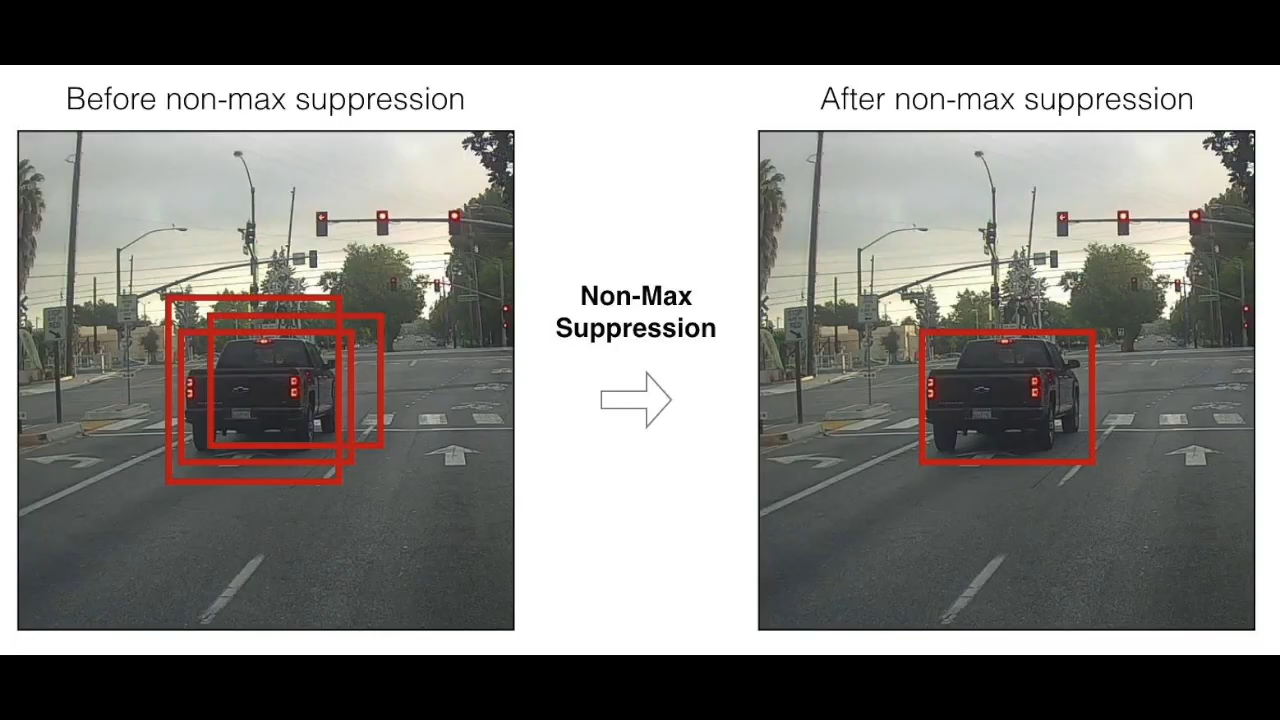 Before non-max suppression
After non-max suppression
Non-Max
Suppression